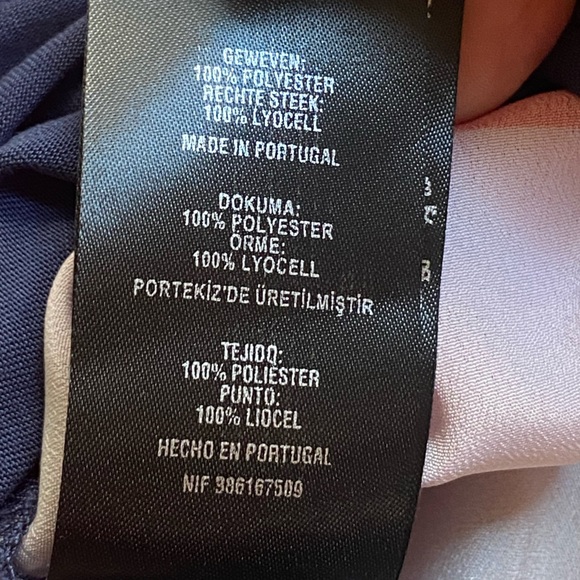 GEWEVEN:
100% POLYESTER
RECHTE STEEK:
100% LYOCELL
MADE IN PORTUGAL
DOKUMA:
100% POLYESTER
ÖRME:
100% LYOCELL
PORTEKİZ'DE ÜRETİLMİŞTİR
TEJIDO:
100% POLIESTER
PUNTO:
100% LIOCEL
HECHO EN PORTUGAL
NIF 986167509